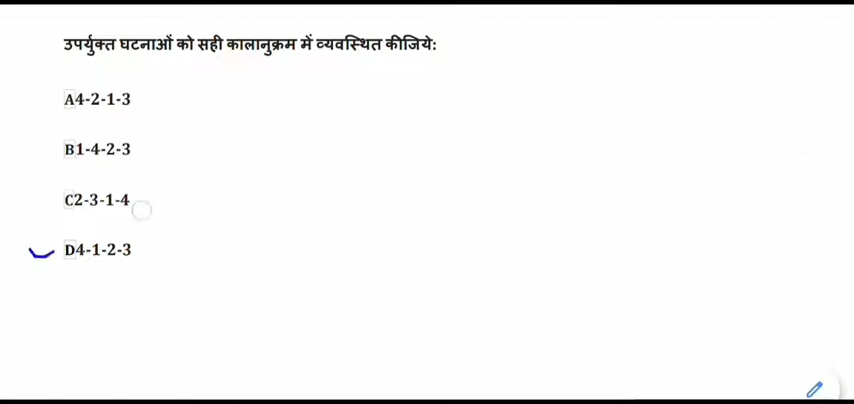 उपर्युक्त घटनाओं को सही कालानुक्रम में व्यवस्थित कीजिये:
A4-2-1-3
B1-4-2-3
C2-3-1-4
D4-1-2-3